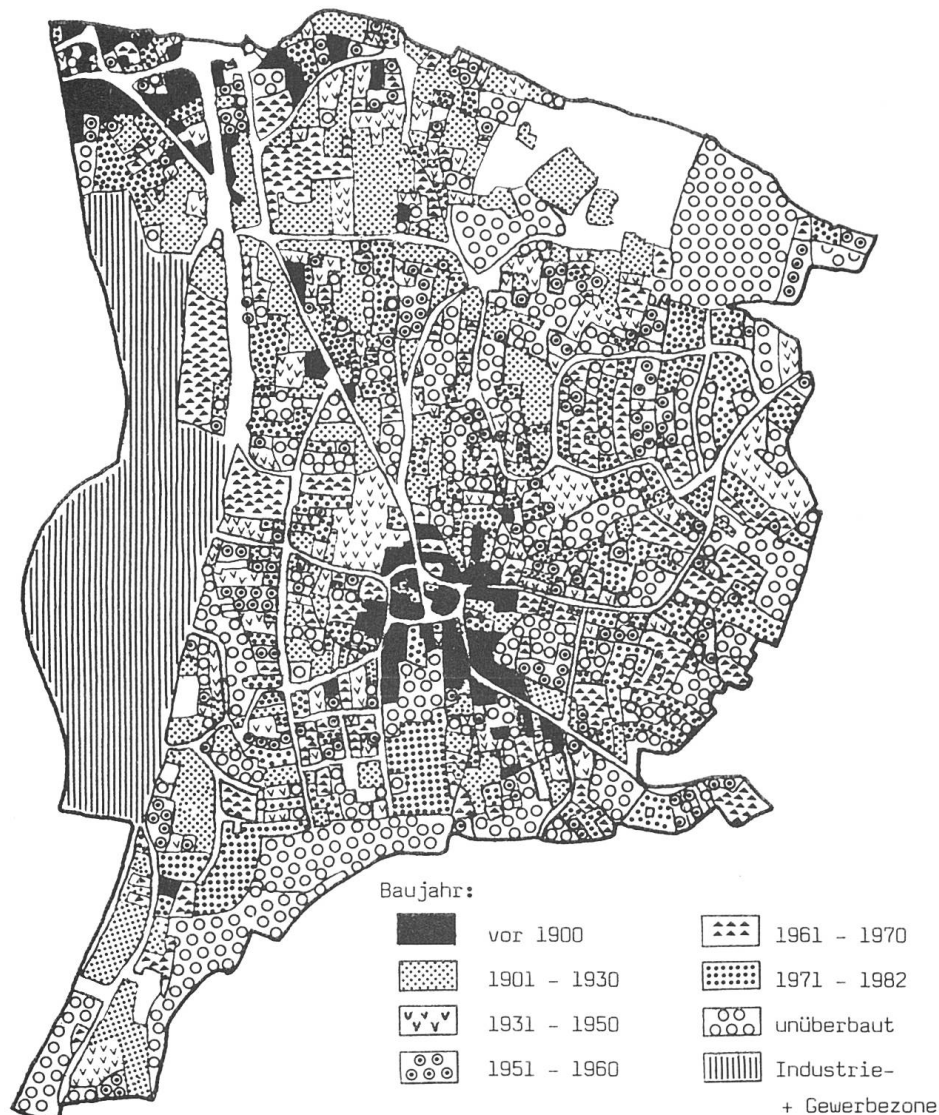 Baujahr:
vor 1900
1901 - 1930
1931 - 1950
1951 - 1960
1961 - 1970
1971 - 1982
unüberbaut
Industrie-
+ Gewerbezone